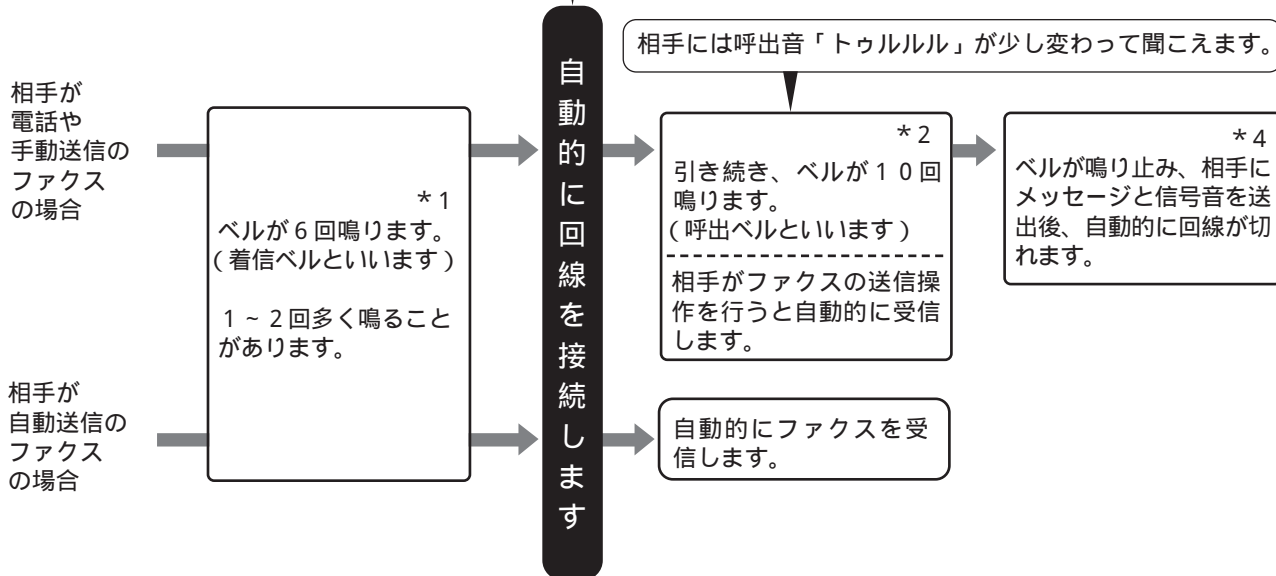 相手には呼出音「トゥルルル」が少し変わって聞こえます。
相手が
電話や
手動送信の
ファクス
の場合
＊1
ベルが6回鳴ります。
(着信ベルといいます)
1～2回多く鳴ること
があります。
自動的に回線を接続します
＊2
引き続き、ベルが10回
鳴ります。
(呼出ベルといいます)
相手がファクスの送信操
作を行うと自動的に受信
します。
＊4
ベルが鳴り止み、相手に
メッセージと信号音を送
出後、自動的に回線が切
れます。
相手が
自動送信の
ファクス
の場合
自動的にファクスを受
信します。